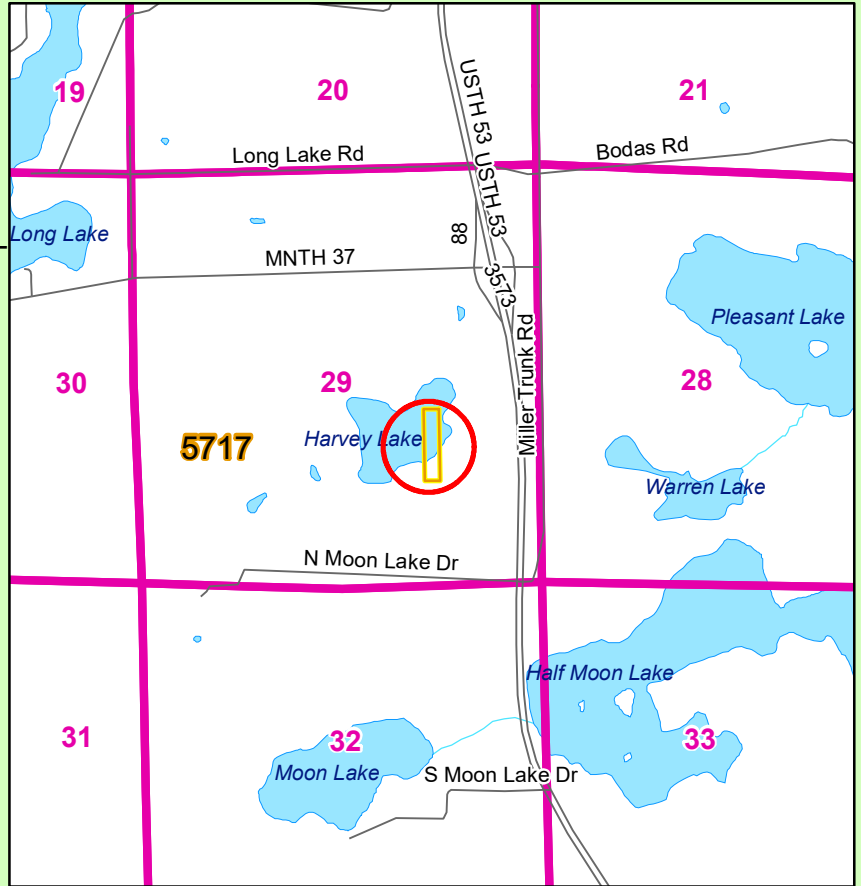 19
20
21
USTH 53
USTH 53
Long Lake Rd
Bodas Rd
Long Lake
88
MNTH 37
3573
Pleasant Lake
Miller Trunk Rd
30
29
28
Harvey Lake
5717
Warren Lake
N Moon Lake Dr
Half Moon Lake
31
32
33
Moon Lake
S Moon Lake Dr